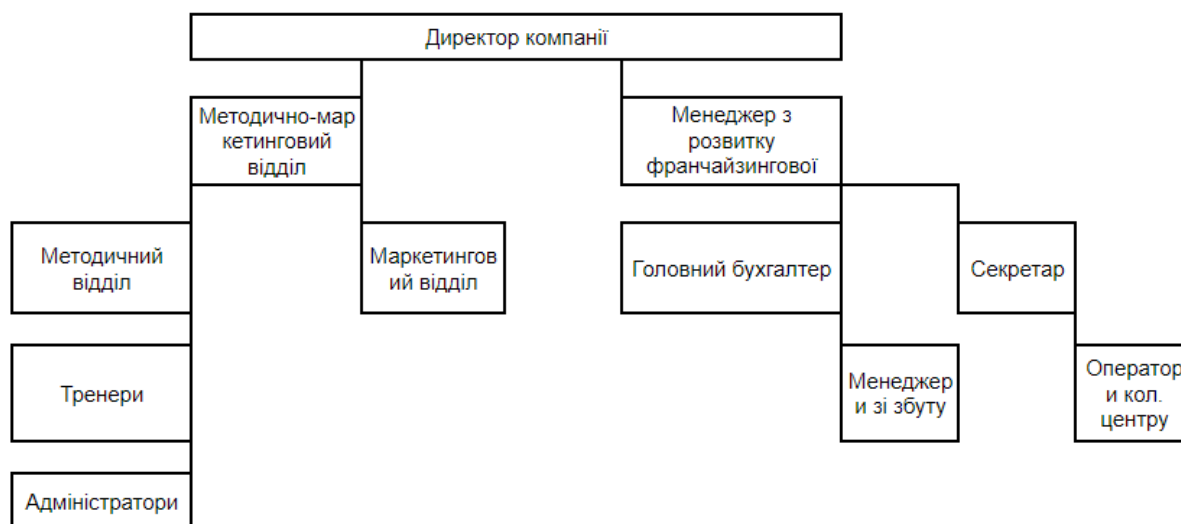 Директор компанії
Методично-мар
кетинговий
відділ
Менеджер з
розвитку
франчайзингової
Методичний
відділ
Маркетингов
ий відділ
Головний бухгалтер
Секретар
Тренери
Менеджер
и зі збуту
Оператор
и кол.
центру
Адміністратори